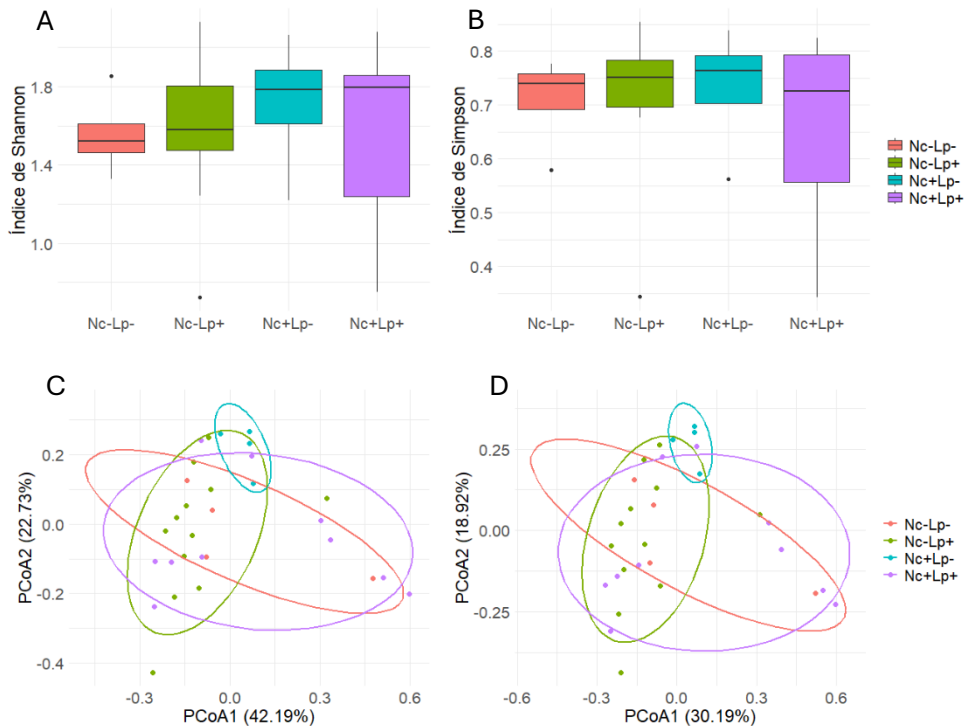 A
Índice de Shannon
1.8
1.4
1.0
Nc-Lp- Nc-Lp+ Nc+Lp- Nc+Lp+
B
Índice de Simpson
0.8
0.7
0.6
0.5
0.4
Nc-Lp- Nc-Lp+ Nc+Lp- Nc+Lp+
Nc-Lp-
Nc-Lp+
Nc+Lp-
Nc+Lp+
C
PCoA2 (22.73%)
0.2
0.0
-0.2
-0.4
-0.3 0.0 0.3 0.6
PCoA1 (42.19%)
D
PCoA2 (18.92%)
0.25
0.00
-0.25
-0.6 -0.3 0.0 0.3 0.6
PCoA1 (30.19%)
Nc-Lp-
Nc-Lp+
Nc+Lp-
Nc+Lp+